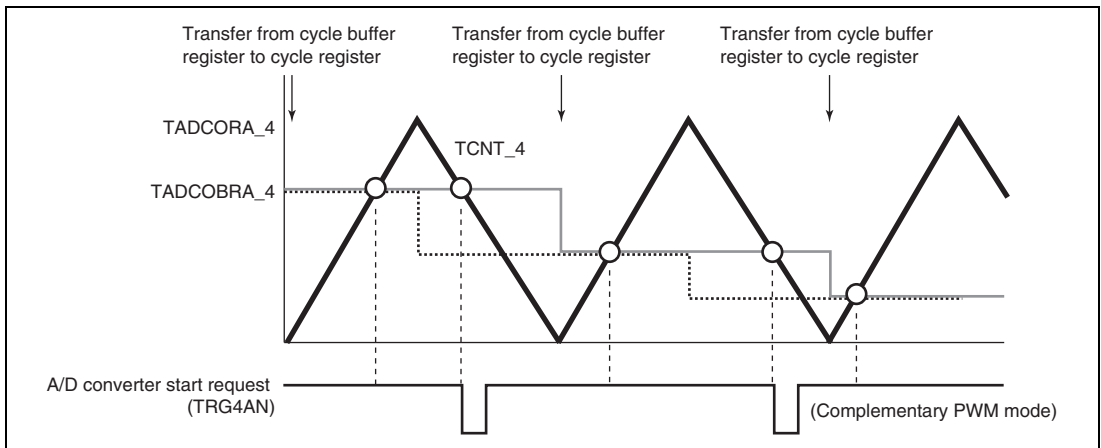 Transfer from cycle buffer
register to cycle register
Transfer from cycle buffer
register to cycle register
Transfer from cycle buffer
register to cycle register
TADCORA_4
TCNT_4
TADCOBRA_4
A/D converter start request
(TRG4AN)
(Complementary PWM mode)